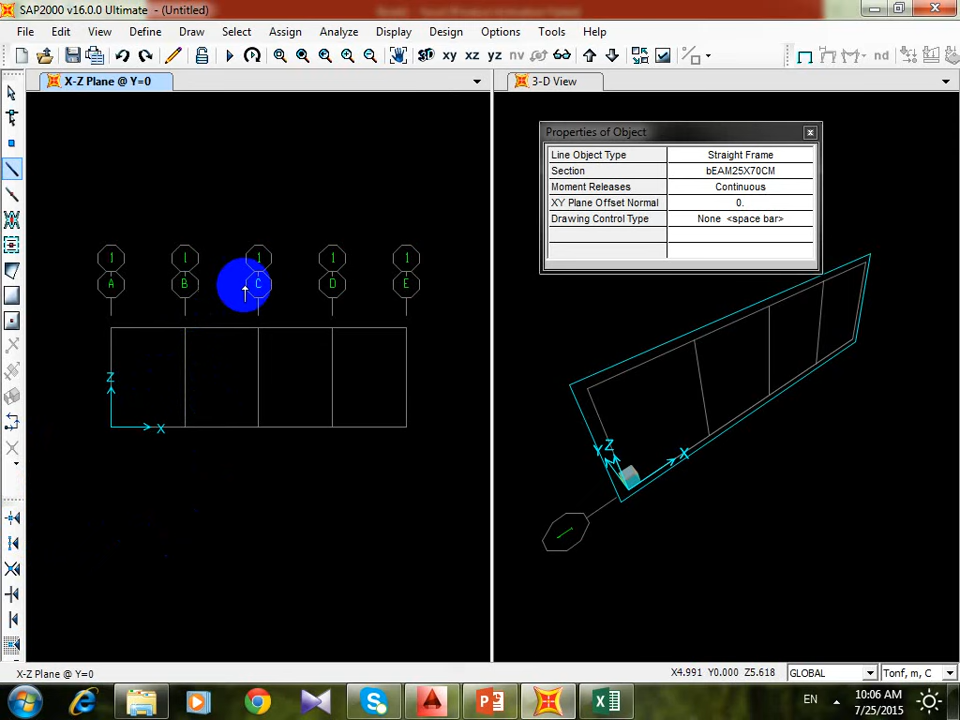 SAP2000 v16.0.0 Ultimate - (Untitled)
File Edit View Define Draw Select Assign Analyze Display Design Options Tools Help
3D xy xz yz nv
X-Z Plane @ Y=0
3-D View
Properties of Object
Line Object Type Straight Frame
Section bEAM25X70CM
Moment Releases Continuous
XY Plane Offset Normal 0.
Drawing Control Type None <space bar>
1 1 1 1 1
A B C D E
Z
X
Z
Y X
1
X-Z Plane @ Y=0
X4.991 Y0.000 Z5.618
GLOBAL
Tonf, m, C
EN
10:06 AM
7/25/2015